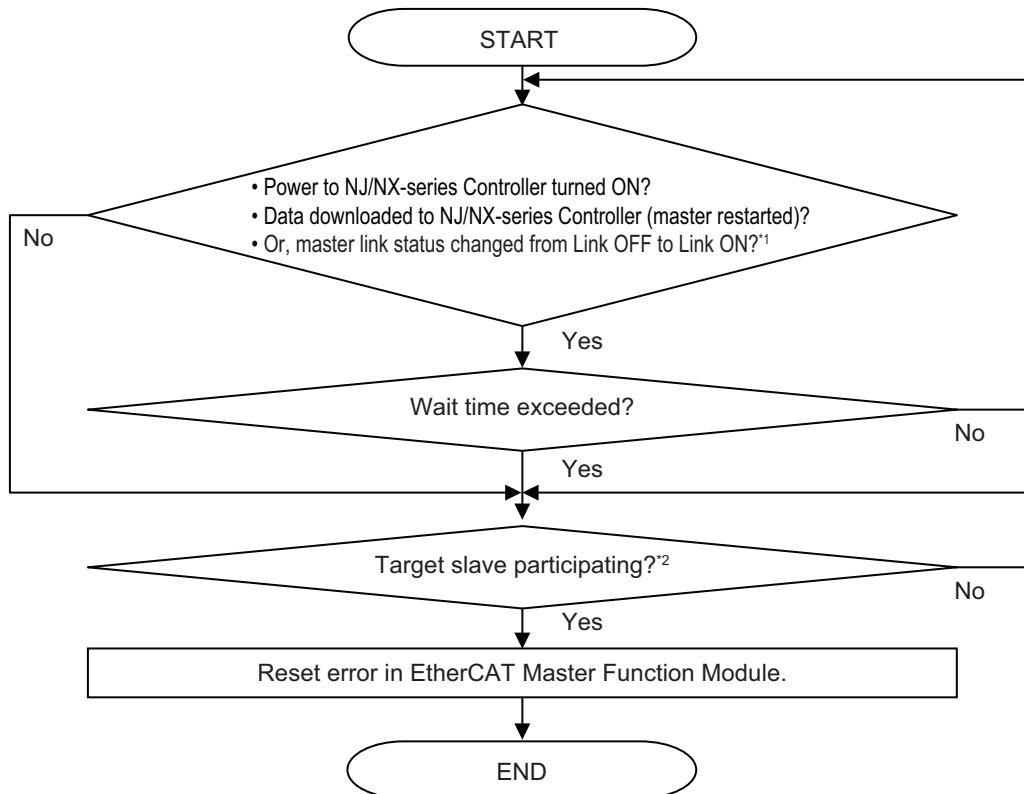 START
• Power to NJ/NX-series Controller turned ON?
• Data downloaded to NJ/NX-series Controller (master restarted)?
• Or, master link status changed from Link OFF to Link ON?*1
No
Yes
Wait time exceeded?
No
Yes
Target slave participating?*2
No
Yes
Reset error in EtherCAT Master Function Module.
END